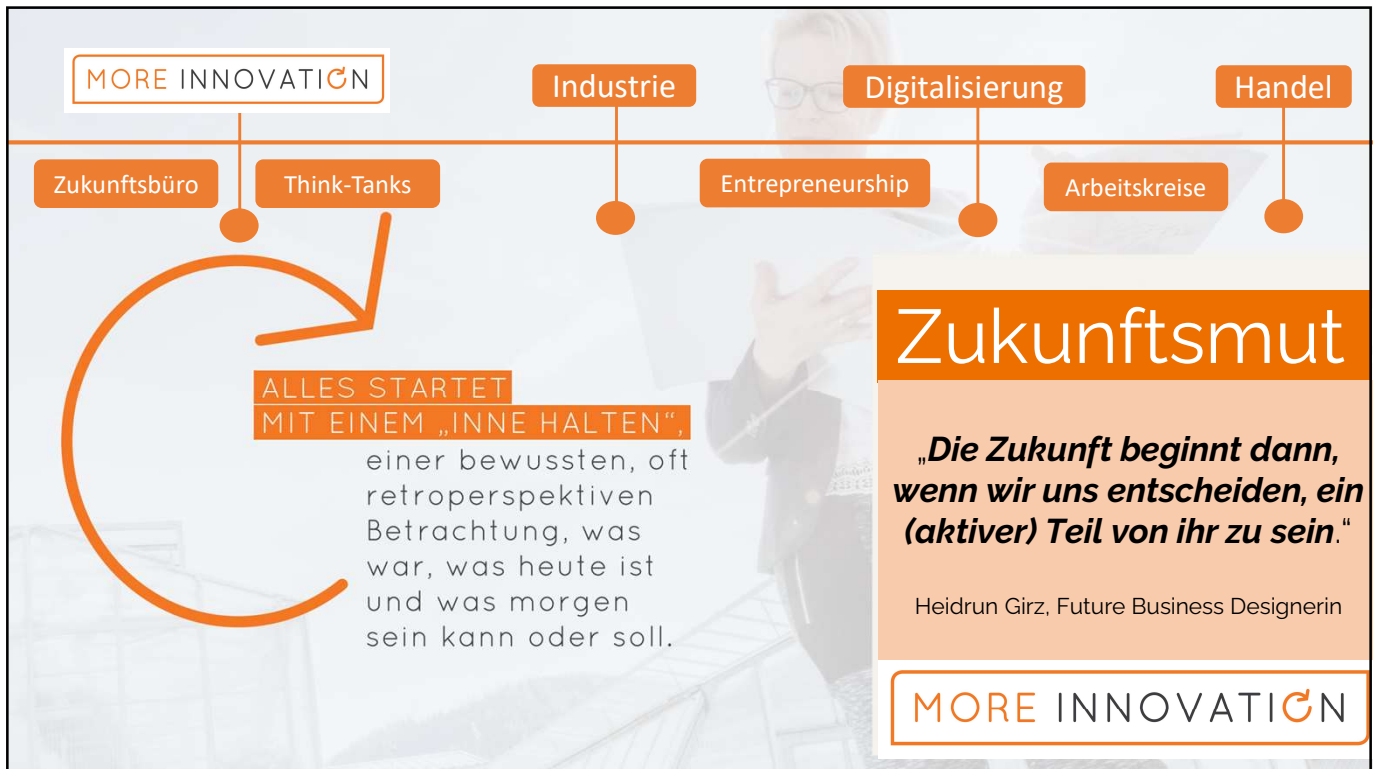 MORE INNOVATION
Industrie
Digitalisierung
Handel
Zukunftsbüro
Think-Tanks
Entrepreneurship
Arbeitskreise
ALLES STARTET
MIT EINEM „INNE HALTEN“,
einer bewussten, oft
retroperspektiven
Betrachtung, was
war, was heute ist
und was morgen
sein kann oder soll.
Zukunftsmut
„Die Zukunft beginnt dann,
wenn wir uns entscheiden, ein
(aktiver) Teil von ihr zu sein.“
Heidrun Girz, Future Business Designerin
MORE INNOVATION